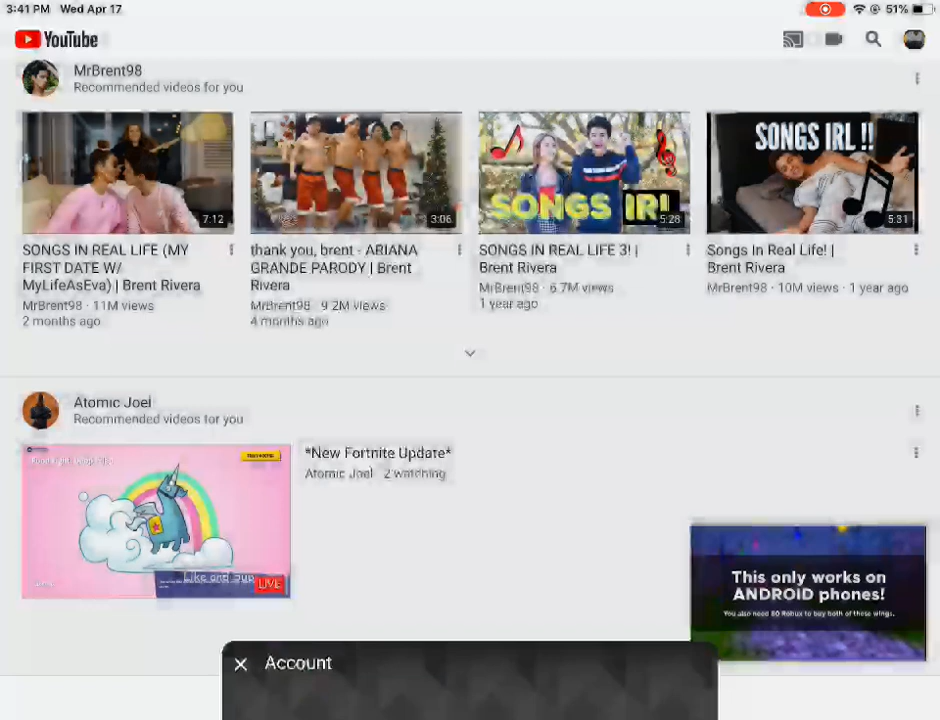 3:41 PM Wed Apr 17
51%
YouTube
MrBrent98
Recommended videos for you
7:12
3:06
SONGS IRL
5:28
SONGS IRL !!
5:31
SONGS IN REAL LIFE (MY
FIRST DATE W/
MyLifeAsEva) | Brent Rivera
MrBrent98 · 11M views
2 months ago
thank you, brent - ARIANA
GRANDE PARODY | Brent
Rivera
MrBrent98 · 9.2M views
4 months ago
SONGS IN REAL LIFE 3! |
Brent Rivera
MrBrent98 · 6.7M views
1 year ago
Songs In Real Life! |
Brent Rivera
MrBrent98 · 10M views · 1 year ago
Atomic Joel
Recommended videos for you
Like and sub
LIVE
*New Fortnite Update*
Atomic Joel · 2 watching
This only works on
ANDROID phones!
You also need 80 Robux to buy both of these wings.
Account